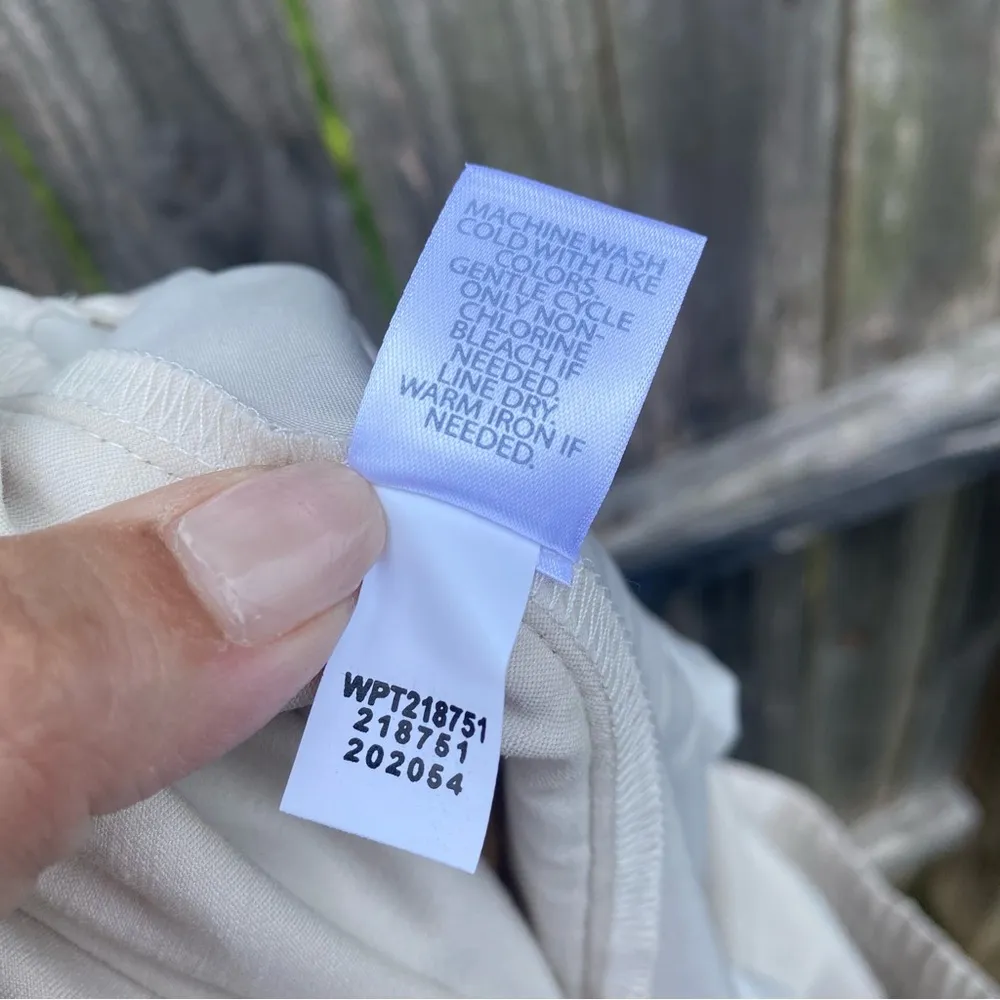 MACHINE WASH
COLD WITH LIKE
COLORS.
GENTLE CYCLE
ONLY NON-
CHLORINE
BLEACH IF
NEEDED.
LINE DRY.
WARM IRON IF
NEEDED.
WPT218751
218751
202054